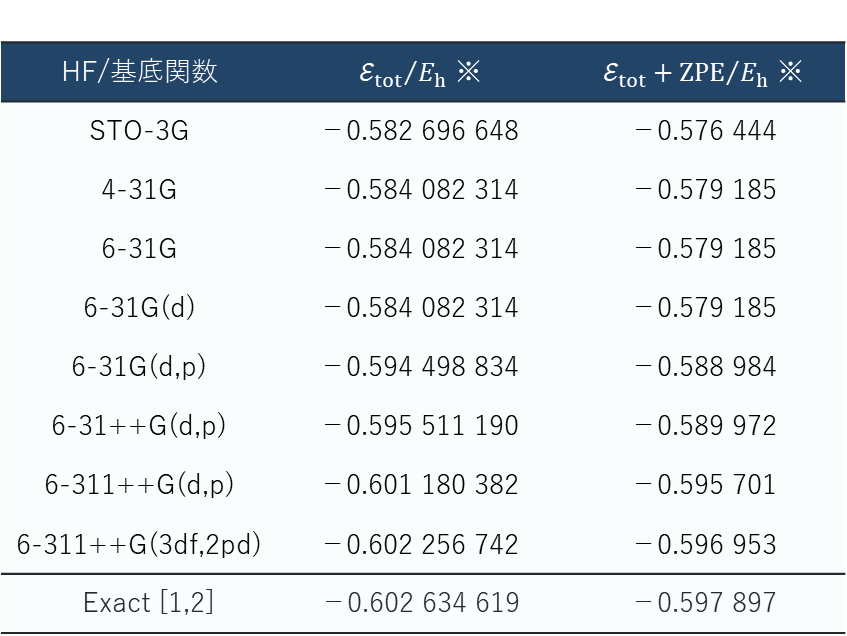 HF/基底関数 ℰtot/Eh ※ ℰtot + ZPE/Eh ※
STO-3G −0.582 696 648 −0.576 444
4-31G −0.584 082 314 −0.579 185
6-31G −0.584 082 314 −0.579 185
6-31G(d) −0.584 082 314 −0.579 185
6-31G(d,p) −0.594 498 834 −0.588 984
6-31++G(d,p) −0.595 511 190 −0.589 972
6-311++G(d,p) −0.601 180 382 −0.595 701
6-311++G(3df,2pd) −0.602 256 742 −0.596 953
Exact [1,2] −0.602 634 619 −0.597 897